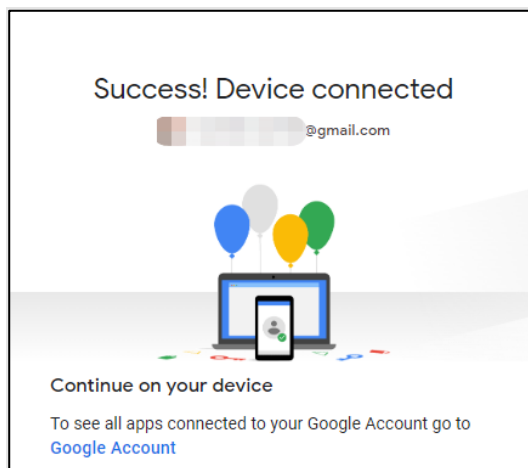 Success! Device connected
@gmail.com
Continue on your device
To see all apps connected to your Google Account go to
Google Account